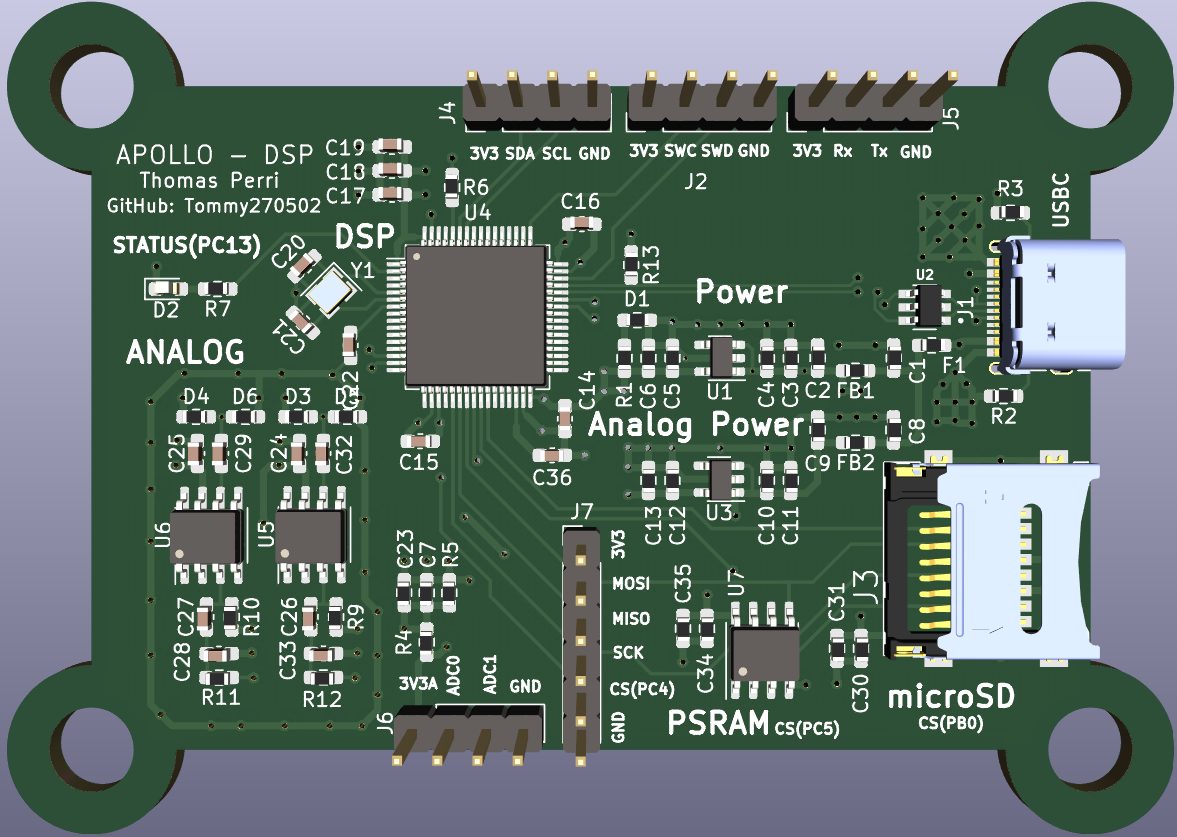 J4
J5
3V3 SDA SCL GND
3V3 SWC SWD GND
3V3 Rx Tx GND
J2
APOLLO - DSP
Thomas Perri
GitHub: Tommy270502
C19
C18
C17
R6
U4
C16
R3
USBC
STATUS(PC13)
DSP
C20
Y1
R13
U2
J1
D2
R7
C21
D1
Power
F1
ANALOG
R1
C6
C5
U1
C4
C3
C2
FB1
C1
R2
D4
D6
D3
C14
Analog Power
C25
C29
C24
C32
C15
C36
C9
FB2
C8
U6
U5
C13
C12
U3
C10
C11
J7
3V3
MOSI
MISO
SCK
CS(PC4)
GND
C23
C7
R5
C35
U7
C31
J3
C27
R10
C26
R9
C28
R11
C33
R12
R4
C34
C30
3V3A
ADC0
ADC1
GND
J6
PSRAM CS(PC5)
microSD
CS(PB0)